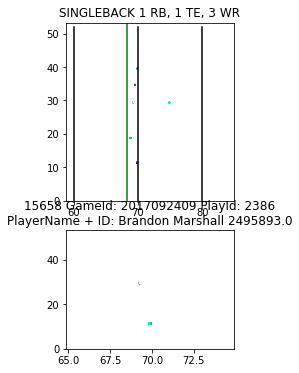 SINGLEBACK 1 RB, 1 TE, 3 WR
50
40
30
20
10
0
60 70 80
15658 GameId: 2017092409 PlayId: 2386
PlayerName + ID: Brandon Marshall 2495893.0
40
20
0
65.0 67.5 70.0 72.5